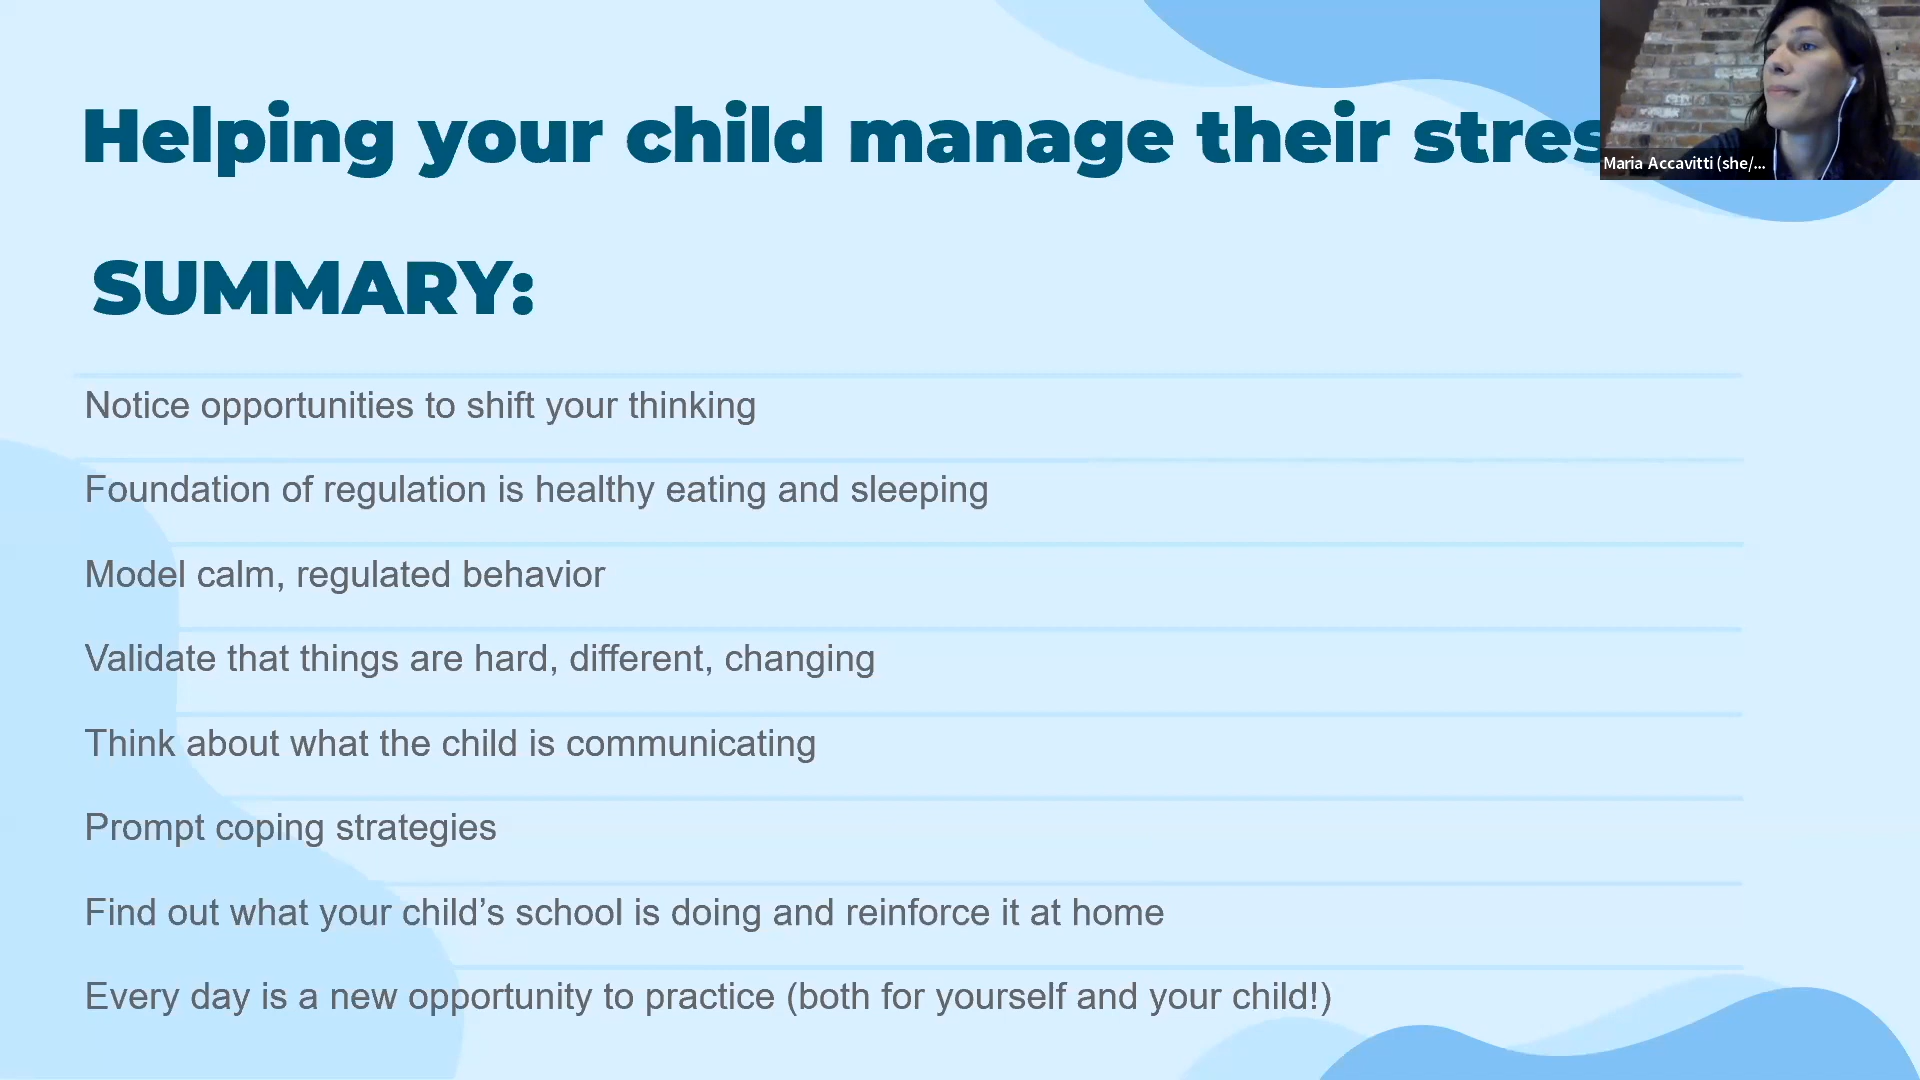 Helping your child manage their stres
Maria Accavitti (she/...
SUMMARY:
Notice opportunities to shift your thinking
Foundation of regulation is healthy eating and sleeping
Model calm, regulated behavior
Validate that things are hard, different, changing
Think about what the child is communicating
Prompt coping strategies
Find out what your child’s school is doing and reinforce it at home
Every day is a new opportunity to practice (both for yourself and your child!)